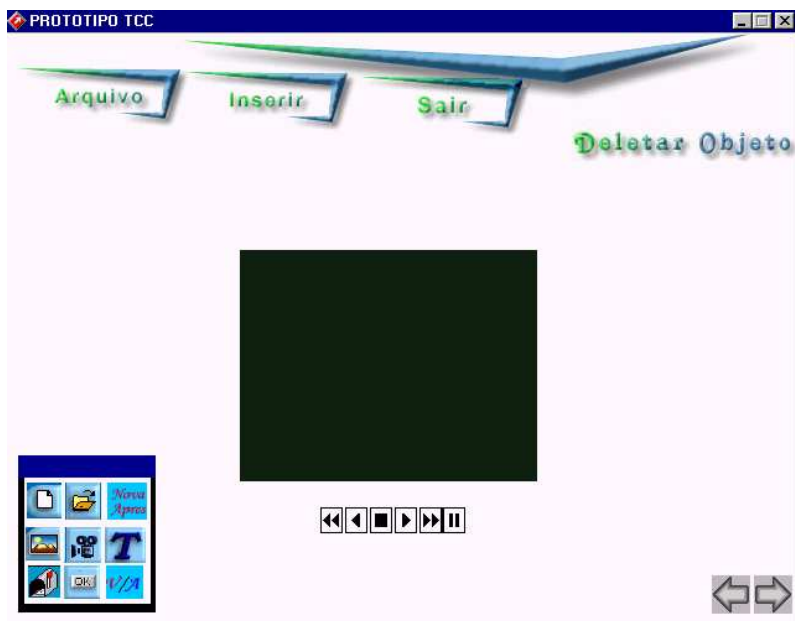 PROTOTIPO TCC
Arquivo
Inserir
Sair
Deletar Objeto
Nova
Apres
T
OK
V/A